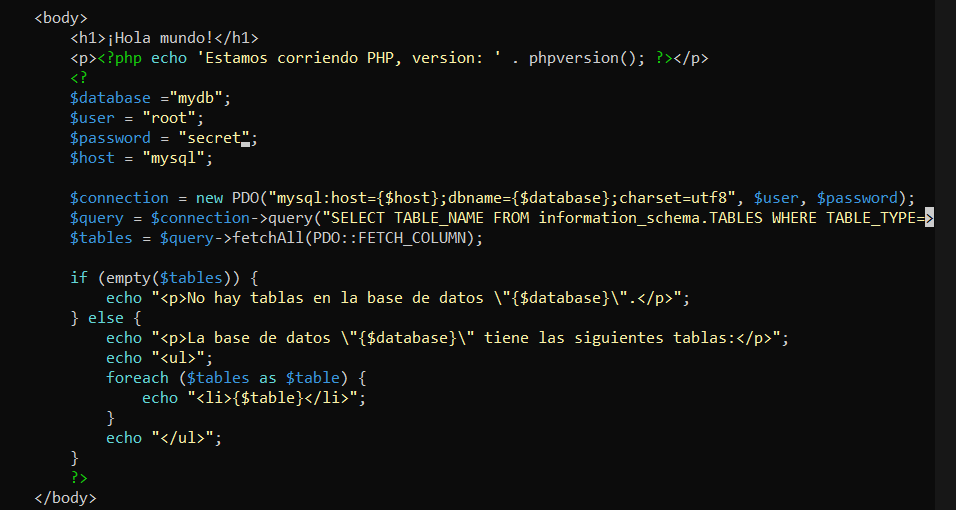 <body>
<h1>¡Hola mundo!</h1>
<p><?php echo 'Estamos corriendo PHP, version: ' . phpversion(); ?></p>
<?
$database ="mydb";
$user = "root";
$password = "secret";
$host = "mysql";
$connection = new PDO("mysql:host={$host};dbname={$database};charset=utf8", $user, $password);
$query = $connection->query("SELECT TABLE_NAME FROM information_schema.TABLES WHERE TABLE_TYPE=>
$tables = $query->fetchAll(PDO::FETCH_COLUMN);
if (empty($tables)) {
echo "<p>No hay tablas en la base de datos \"{$database}\".</p>";
} else {
echo "<p>La base de datos \"{$database}\" tiene las siguientes tablas:</p>";
echo "<ul>";
foreach ($tables as $table) {
echo "<li>{$table}</li>";
}
echo "</ul>";
}
?>
</body>